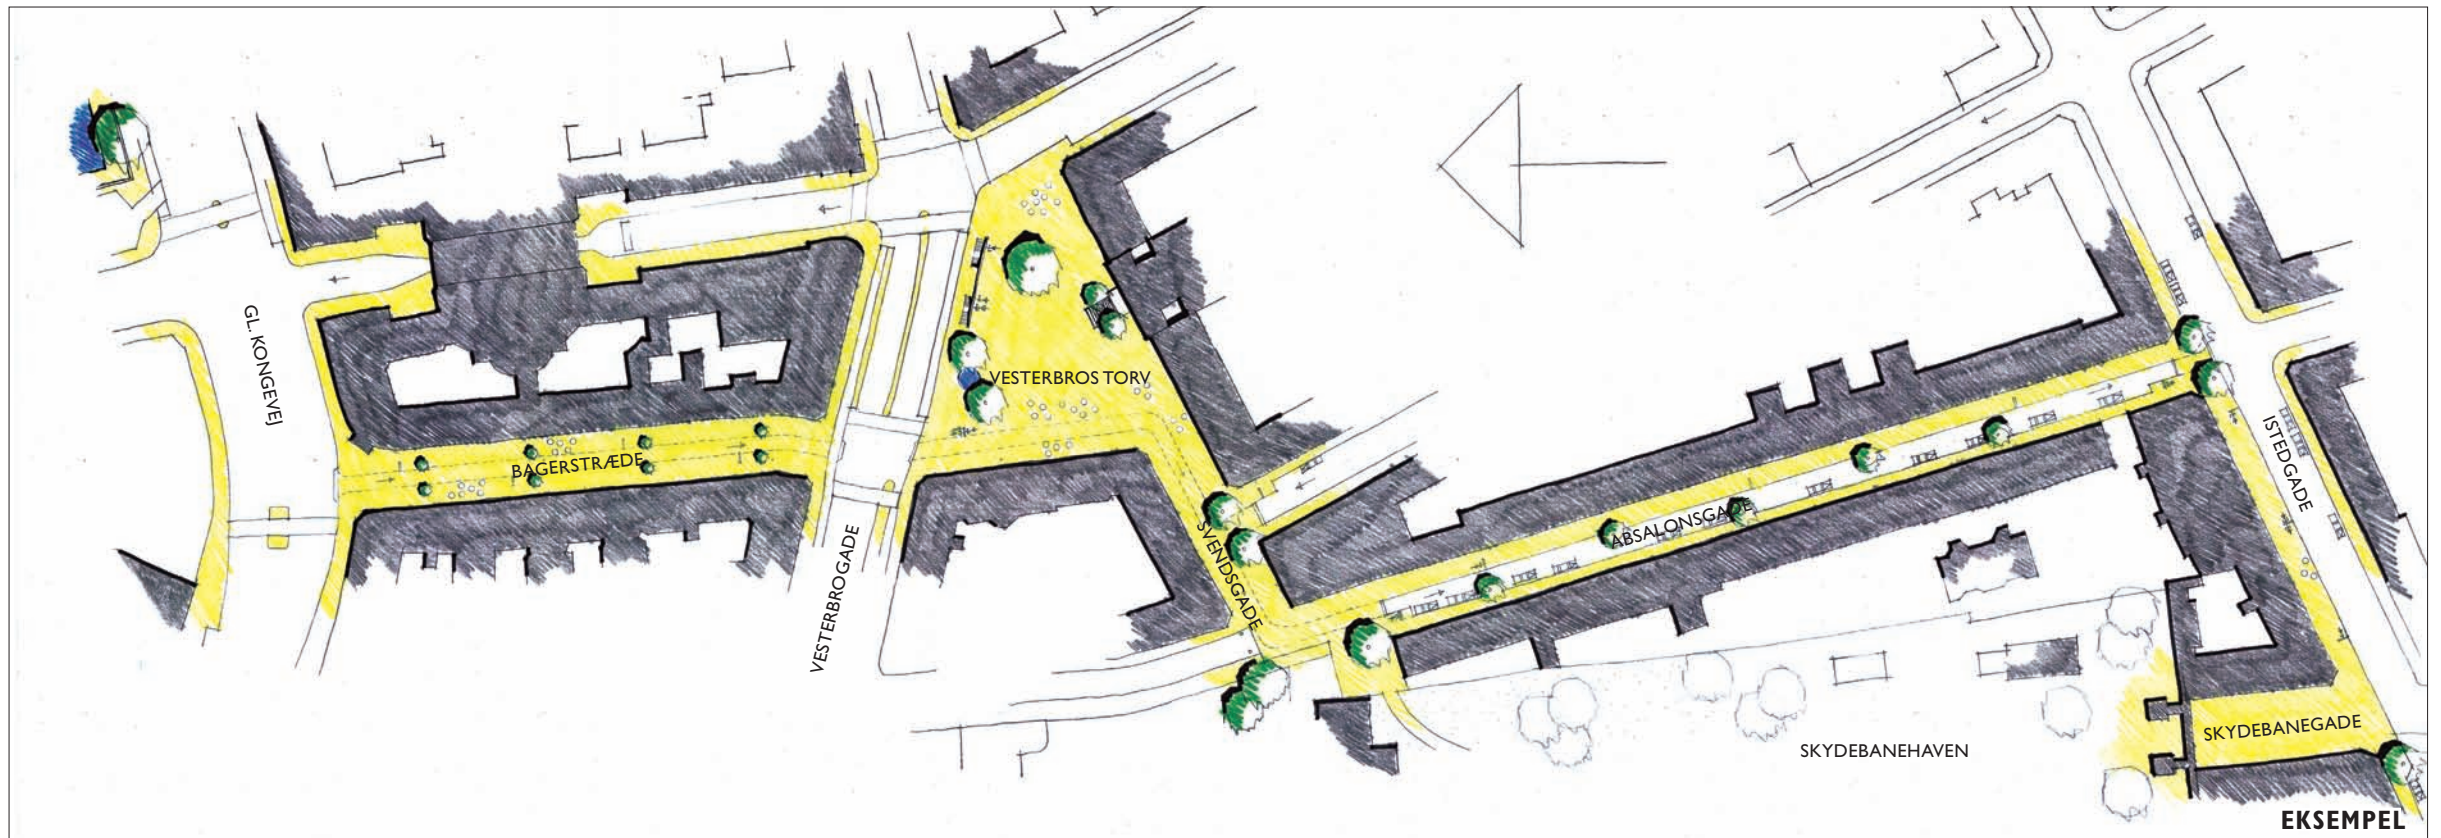 GL. KONGEVEJ
BAGERSTRÆDE
VESTERBROGADE
VESTERBROS TORV
SVENDSGADE
ABSALONSGADE
ISTEDGADE
SKYDEBANEHAVEN
SKYDEBANEGADE
EKSEMPEL